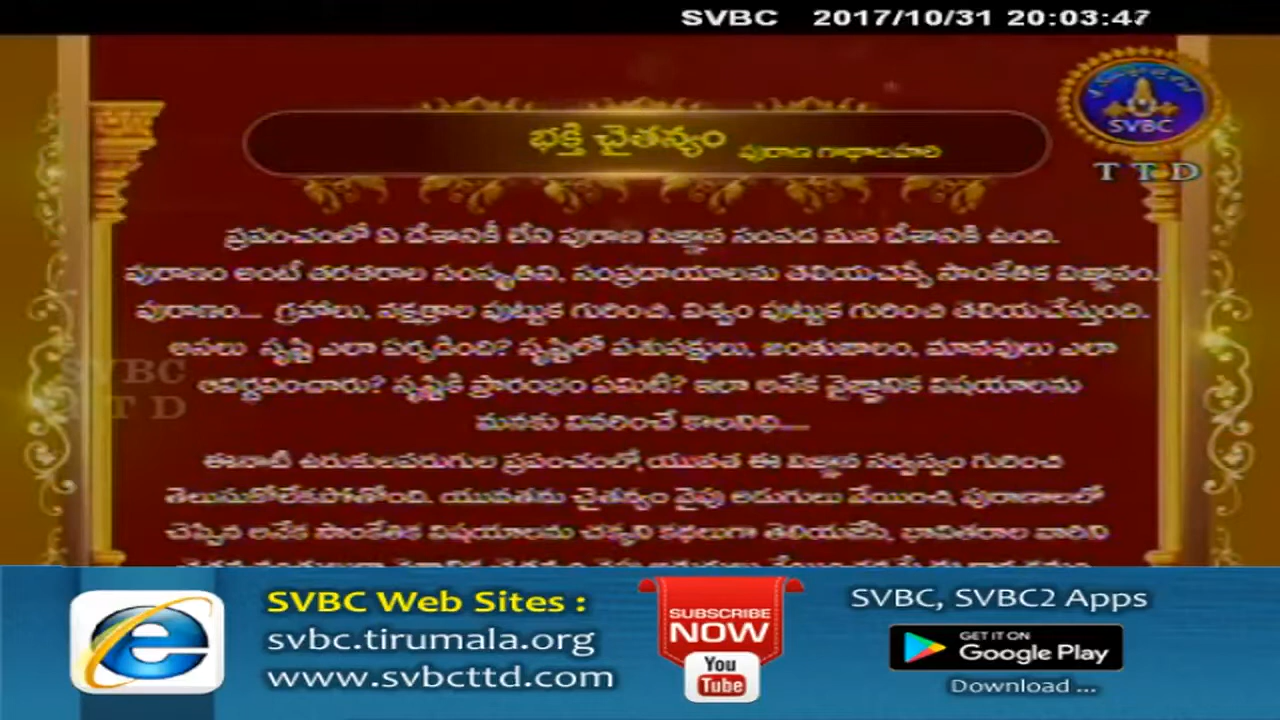 SVBC 2017/10/31 20:03:47
SVBC
T T D
భక్తి చైతన్యం పురాణ గాథాలహరి
ప్రపంచంలో ఏ దేశానికీ లేని పురాణ విజ్ఞాన సంపద మన దేశానికి ఉంది.
పురాణం అంటే తరతరాల సంస్కృతిని, సంప్రదాయాలను తెలియచెప్పే సాంకేతిక విజ్ఞానం.
పురాణం... గ్రహాలు, నక్షత్రాల పుట్టుక గురించి, విశ్వం పుట్టుక గురించి తెలియచేస్తుంది.
అసలు సృష్టి ఎలా ఏర్పడింది? సృష్టిలో పశుపక్షులు, జంతుజాలం, మానవులు ఎలా
ఆవిర్భవించారు? సృష్టికి ప్రారంభం ఏమిటి? ఇలా అనేక వైజ్ఞానిక విషయాలను
మనకు వివరించే కాలనిధి....
SVBC
T T D
ఈనాటి ఉరుకులపరుగుల ప్రపంచంలో, యువత ఈ విజ్ఞాన సర్వస్వం గురించి
తెలుసుకోలేకపోతోంది. యువతను చైతన్యం వైపు అడుగులు వేయించి, పురాణాలలో
చెప్పిన అనేక సాంకేతిక విషయాలను చక్కని కథలుగా తెలియజేసి, భావితరాల వారిని
SVBC Web Sites :
svbc.tirumala.org
www.svbcttd.com
SUBSCRIBE
NOW
You
Tube
SVBC, SVBC2 Apps
GET IT ON
Google Play
Download ...